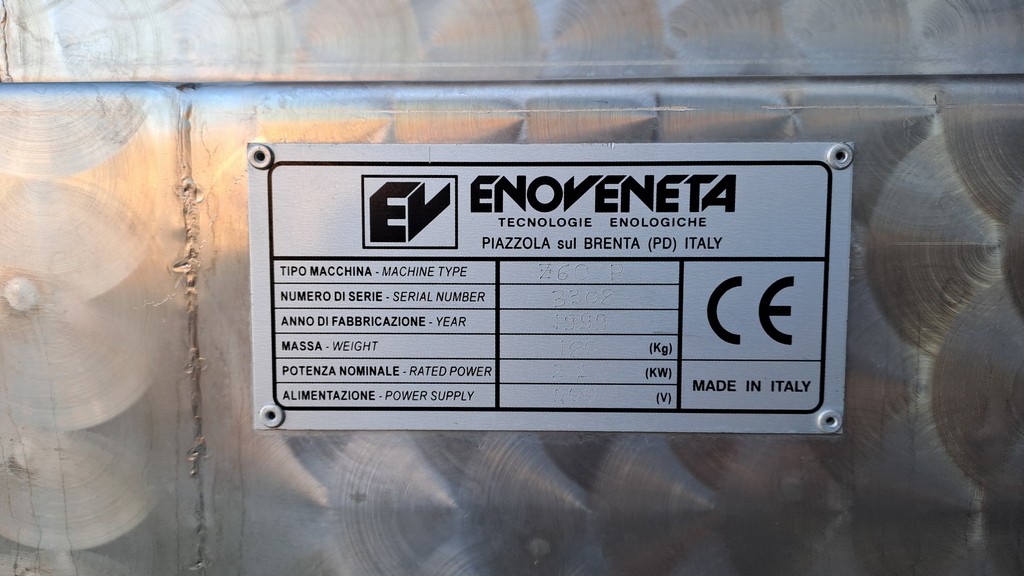 EV ENOVENETA
TECNOLOGIE ENOLOGICHE
PIAZZOLA sul BRENTA (PD) ITALY
TIPO MACCHINA - MACHINE TYPE
NUMERO DI SERIE - SERIAL NUMBER
ANNO DI FABBRICAZIONE - YEAR
MASSA - WEIGHT (Kg)
POTENZA NOMINALE - RATED POWER (KW)
ALIMENTAZIONE - POWER SUPPLY (V)
CE
MADE IN ITALY